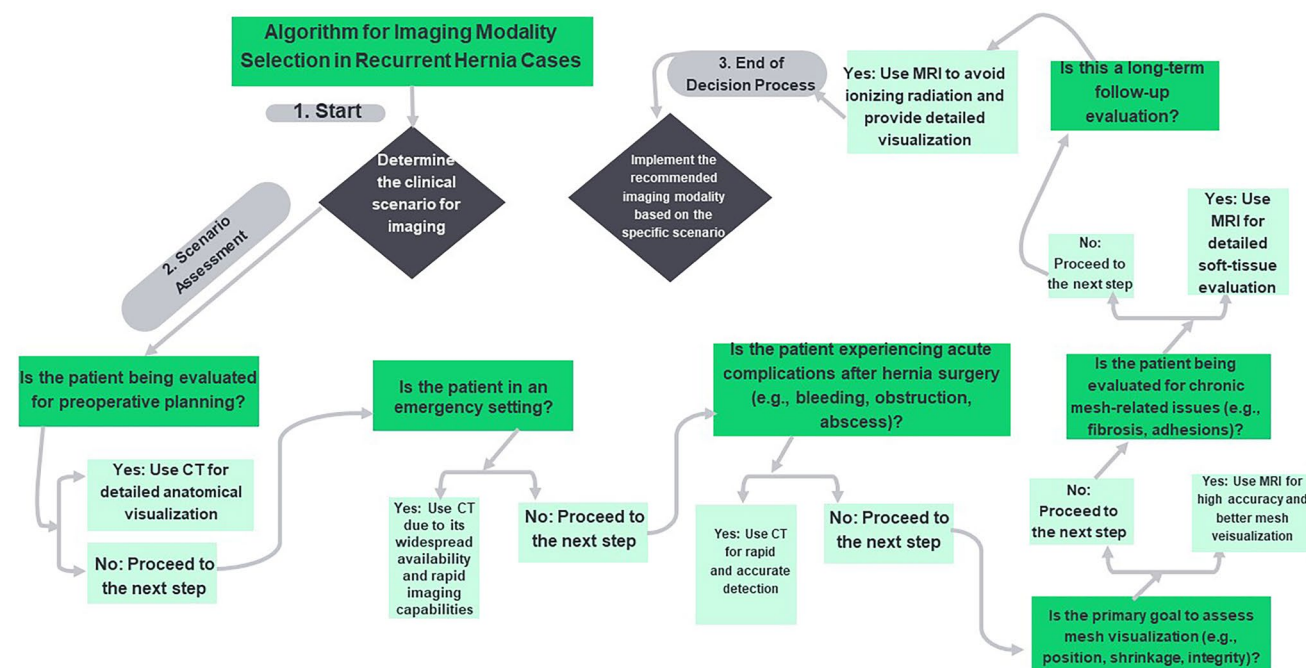 Algorithm for Imaging Modality
Selection in Recurrent Hernia Cases
1. Start
Determine
the clinical
scenario for
imaging
2. Scenario
Assessment
Is the patient being evaluated
for preoperative planning?
Yes: Use CT for
detailed anatomical
visualization
No: Proceed to
the next step
Is the patient in an
emergency setting?
Yes: Use CT
due to its
widespread
availability
and rapid
imaging
capabilities
No: Proceed to
the next step
Is the patient experiencing acute
complications after hernia surgery
(e.g., bleeding, obstruction,
abscess)?
Yes: Use CT
for rapid
and accurate
detection
No: Proceed to
the next step
Is the primary goal to assess
mesh visualization (e.g.,
position, shrinkage, integrity)?
Yes: Use MRI for
high accuracy and
better mesh
veisualization
No:
Proceed to
the next step
Is the patient being
evaluated for chronic
mesh-related issues (e.g.,
fibrosis, adhesions)?
Yes: Use
MRI for
detailed
soft-tissue
evaluation
No:
Proceed to
the next step
Is this a long-term
follow-up
evaluation?
Yes: Use MRI to avoid
ionizing radiation and
provide detailed
visualization
3. End of
Decision Process
Implement the
recommended
imaging modality
based on the
specific scenario